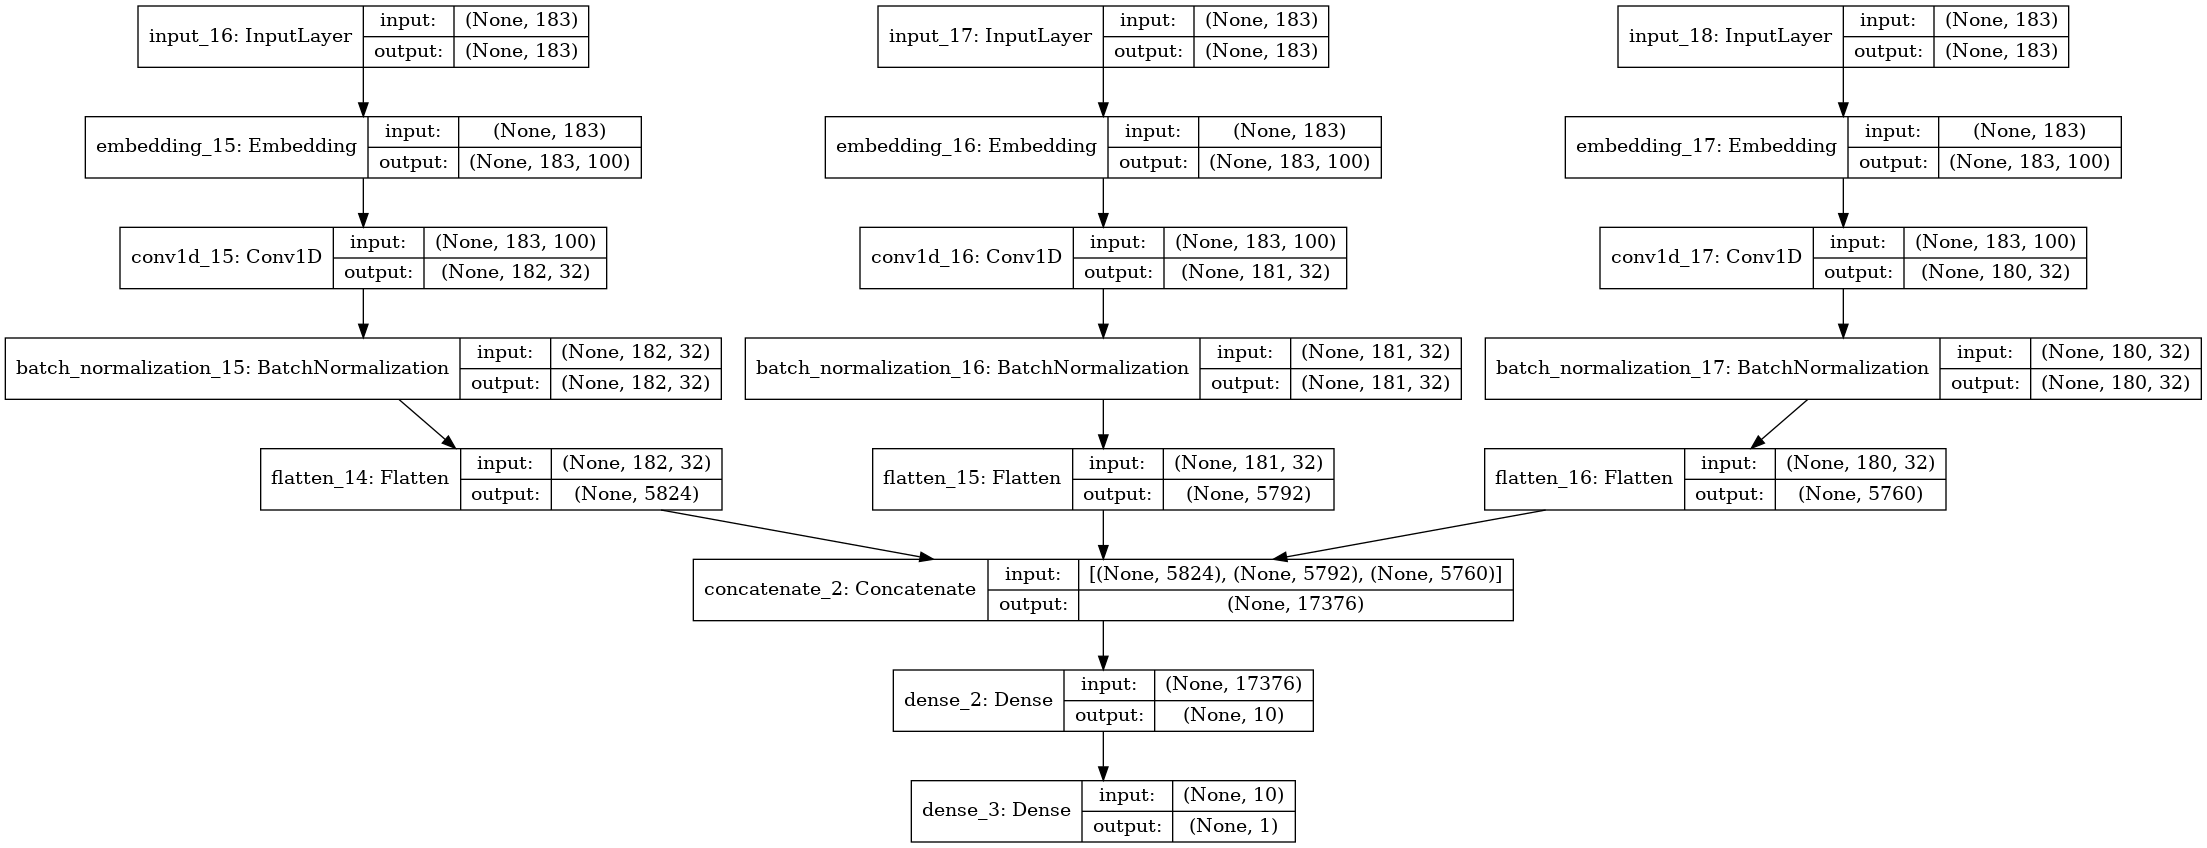 input_16: InputLayer input: (None, 183)
output: (None, 183)
input_17: InputLayer input: (None, 183)
output: (None, 183)
input_18: InputLayer input: (None, 183)
output: (None, 183)
embedding_15: Embedding input: (None, 183)
output: (None, 183, 100)
embedding_16: Embedding input: (None, 183)
output: (None, 183, 100)
embedding_17: Embedding input: (None, 183)
output: (None, 183, 100)
conv1d_15: Conv1D input: (None, 183, 100)
output: (None, 182, 32)
conv1d_16: Conv1D input: (None, 183, 100)
output: (None, 181, 32)
conv1d_17: Conv1D input: (None, 183, 100)
output: (None, 180, 32)
batch_normalization_15: BatchNormalization input: (None, 182, 32)
output: (None, 182, 32)
batch_normalization_16: BatchNormalization input: (None, 181, 32)
output: (None, 181, 32)
batch_normalization_17: BatchNormalization input: (None, 180, 32)
output: (None, 180, 32)
flatten_14: Flatten input: (None, 182, 32)
output: (None, 5824)
flatten_15: Flatten input: (None, 181, 32)
output: (None, 5792)
flatten_16: Flatten input: (None, 180, 32)
output: (None, 5760)
concatenate_2: Concatenate input: [(None, 5824), (None, 5792), (None, 5760)]
output: (None, 17376)
dense_2: Dense input: (None, 17376)
output: (None, 10)
dense_3: Dense input: (None, 10)
output: (None, 1)